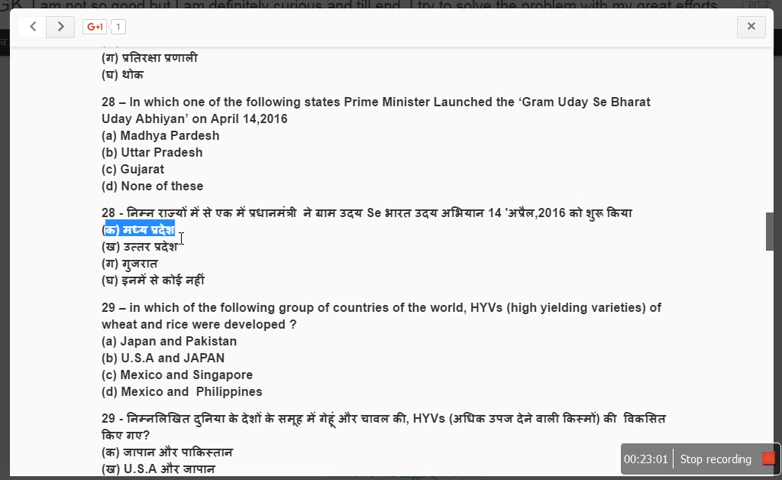 G+1 1
(ग) प्रतिरक्षा प्रणाली
(घ) थोक
28 – In which one of the following states Prime Minister Launched the ‘Gram Uday Se Bharat
Uday Abhiyan’ on April 14,2016
(a) Madhya Pardesh
(b) Uttar Pradesh
(c) Gujarat
(d) None of these
28 - निम्न राज्यों में से एक में प्रधानमंत्री ने ग्राम उदय Se भारत उदय अभियान 14 'अप्रैल,2016 को शुरू किया
(क) मध्य प्रदेश
(ख) उत्तर प्रदेश
(ग) गुजरात
(घ) इनमें से कोई नहीं
29 – in which of the following group of countries of the world, HYVs (high yielding varieties) of
wheat and rice were developed ?
(a) Japan and Pakistan
(b) U.S.A and JAPAN
(c) Mexico and Singapore
(d) Mexico and Philippines
29 - निम्नलिखित दुनिया के देशों के समूह में गेहूं और चावल की, HYVs (अधिक उपज देने वाली किस्मों) की विकसित
किए गए?
(क) जापान और पाकिस्तान
(ख) U.S.A और जापान
00:23:01 Stop recording